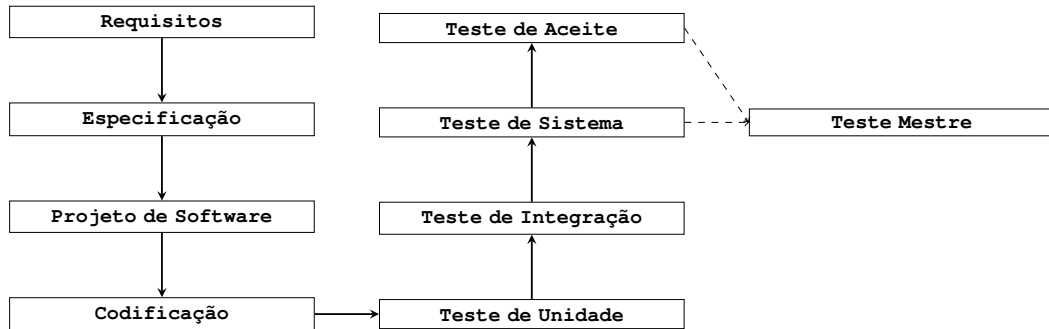 Requisitos
Teste de Aceite
Especificação
Teste de Sistema
Teste Mestre
Projeto de Software
Teste de Integração
Codificação
Teste de Unidade